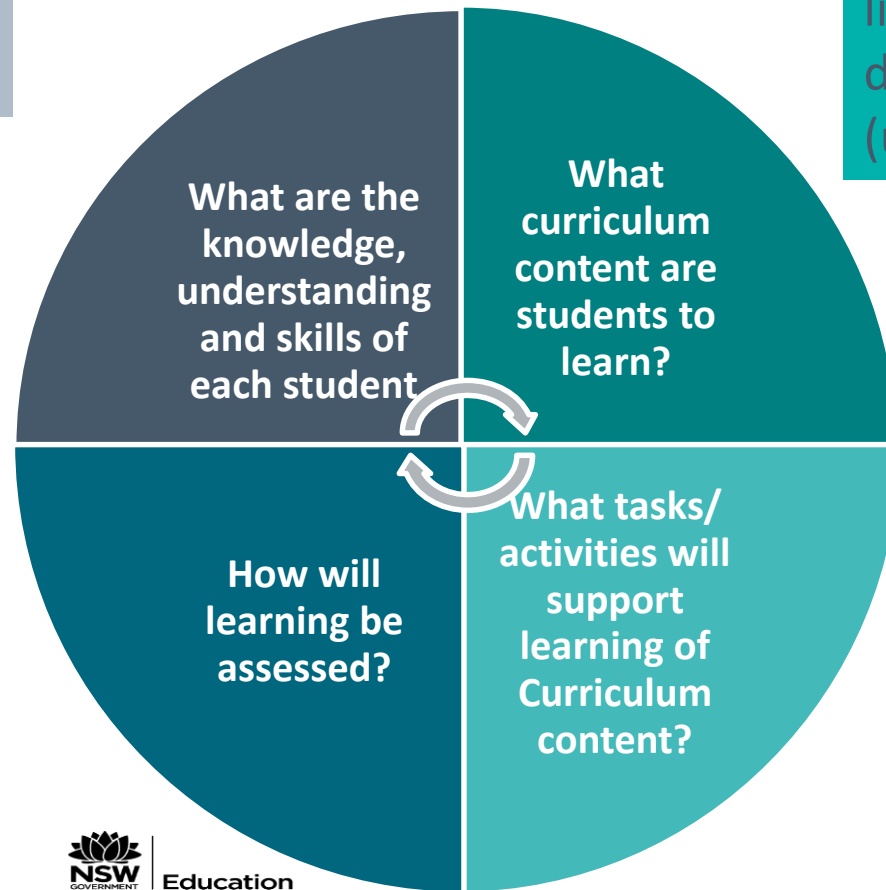 What are the
knowledge,
understanding
and skills of
each student
What
curriculum
content are
students to
learn?
How will
learning be
assessed?
What tasks/
activities will
support
learning of
Curriculum
content?
NSW
GOVERNMENT
Education